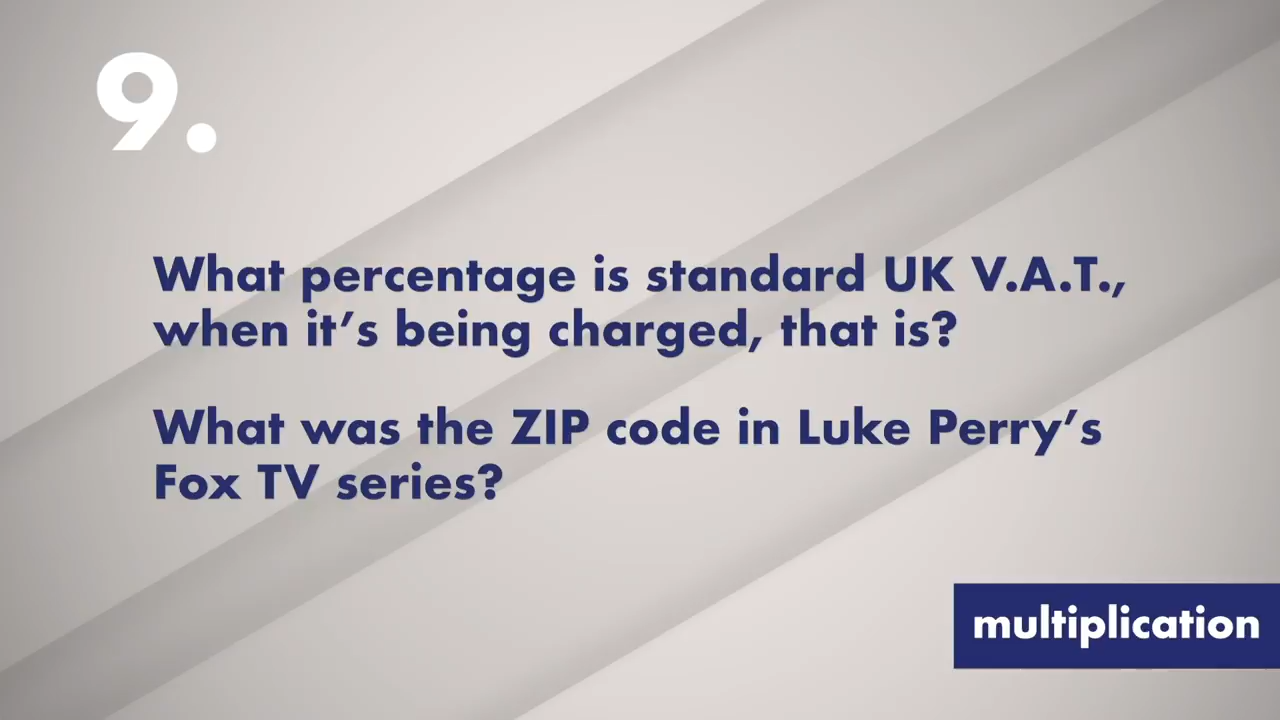 9.
What percentage is standard UK V.A.T.,
when it’s being charged, that is?
What was the ZIP code in Luke Perry’s
Fox TV series?
multiplication